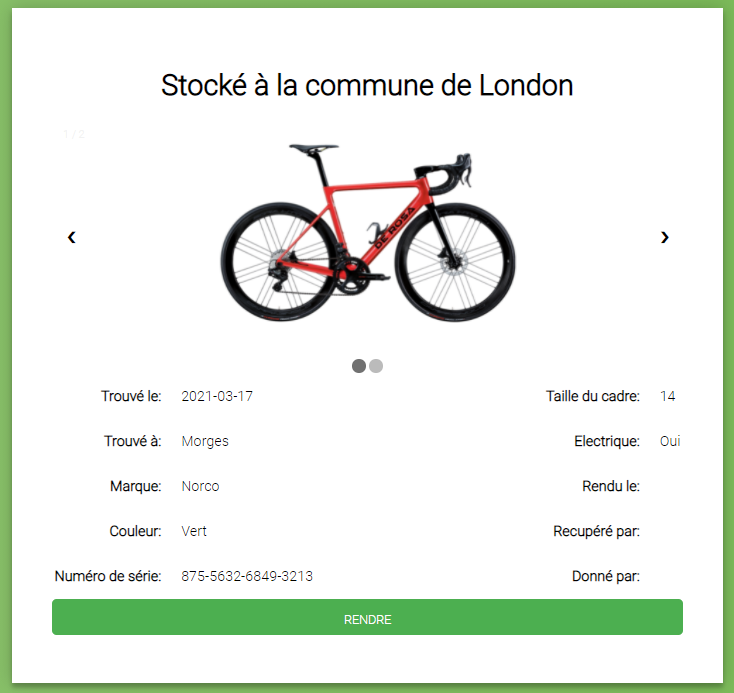 Stocké à la commune de London
1 / 2
DE ROSA
‹ ›
Trouvé le: 2021-03-17 Taille du cadre: 14
Trouvé à: Morges Electrique: Oui
Marque: Norco Rendu le:
Couleur: Vert Recupéré par:
Numéro de série: 875-5632-6849-3213 Donné par:
RENDRE